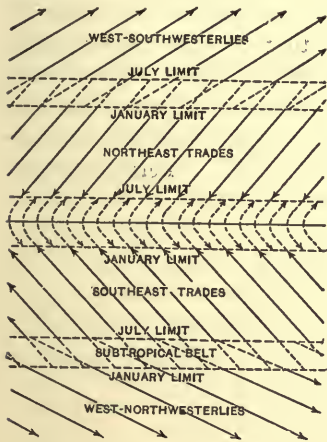 WEST-SOUTHWESTERLIES
JULY LIMIT
JANUARY LIMIT
NORTHEAST TRADES
JULY LIMIT
JANUARY LIMIT
SOUTHEAST TRADES
JULY LIMIT
SUBTROPICAL BELT
JANUARY LIMIT
WEST-NORTHWESTERLIES